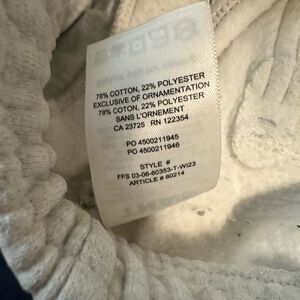 78% COTTON, 22% POLYESTER
EXCLUSIVE OF ORNAMENTATION
78% COTTON, 22% POLYESTER
SANS L'ORNEMENT
CA 23725 RN 122354
PO 4500211945
PO 4500211946
STYLE #
FFS 03-06-60353-T-WI23
ARTICLE # 60214